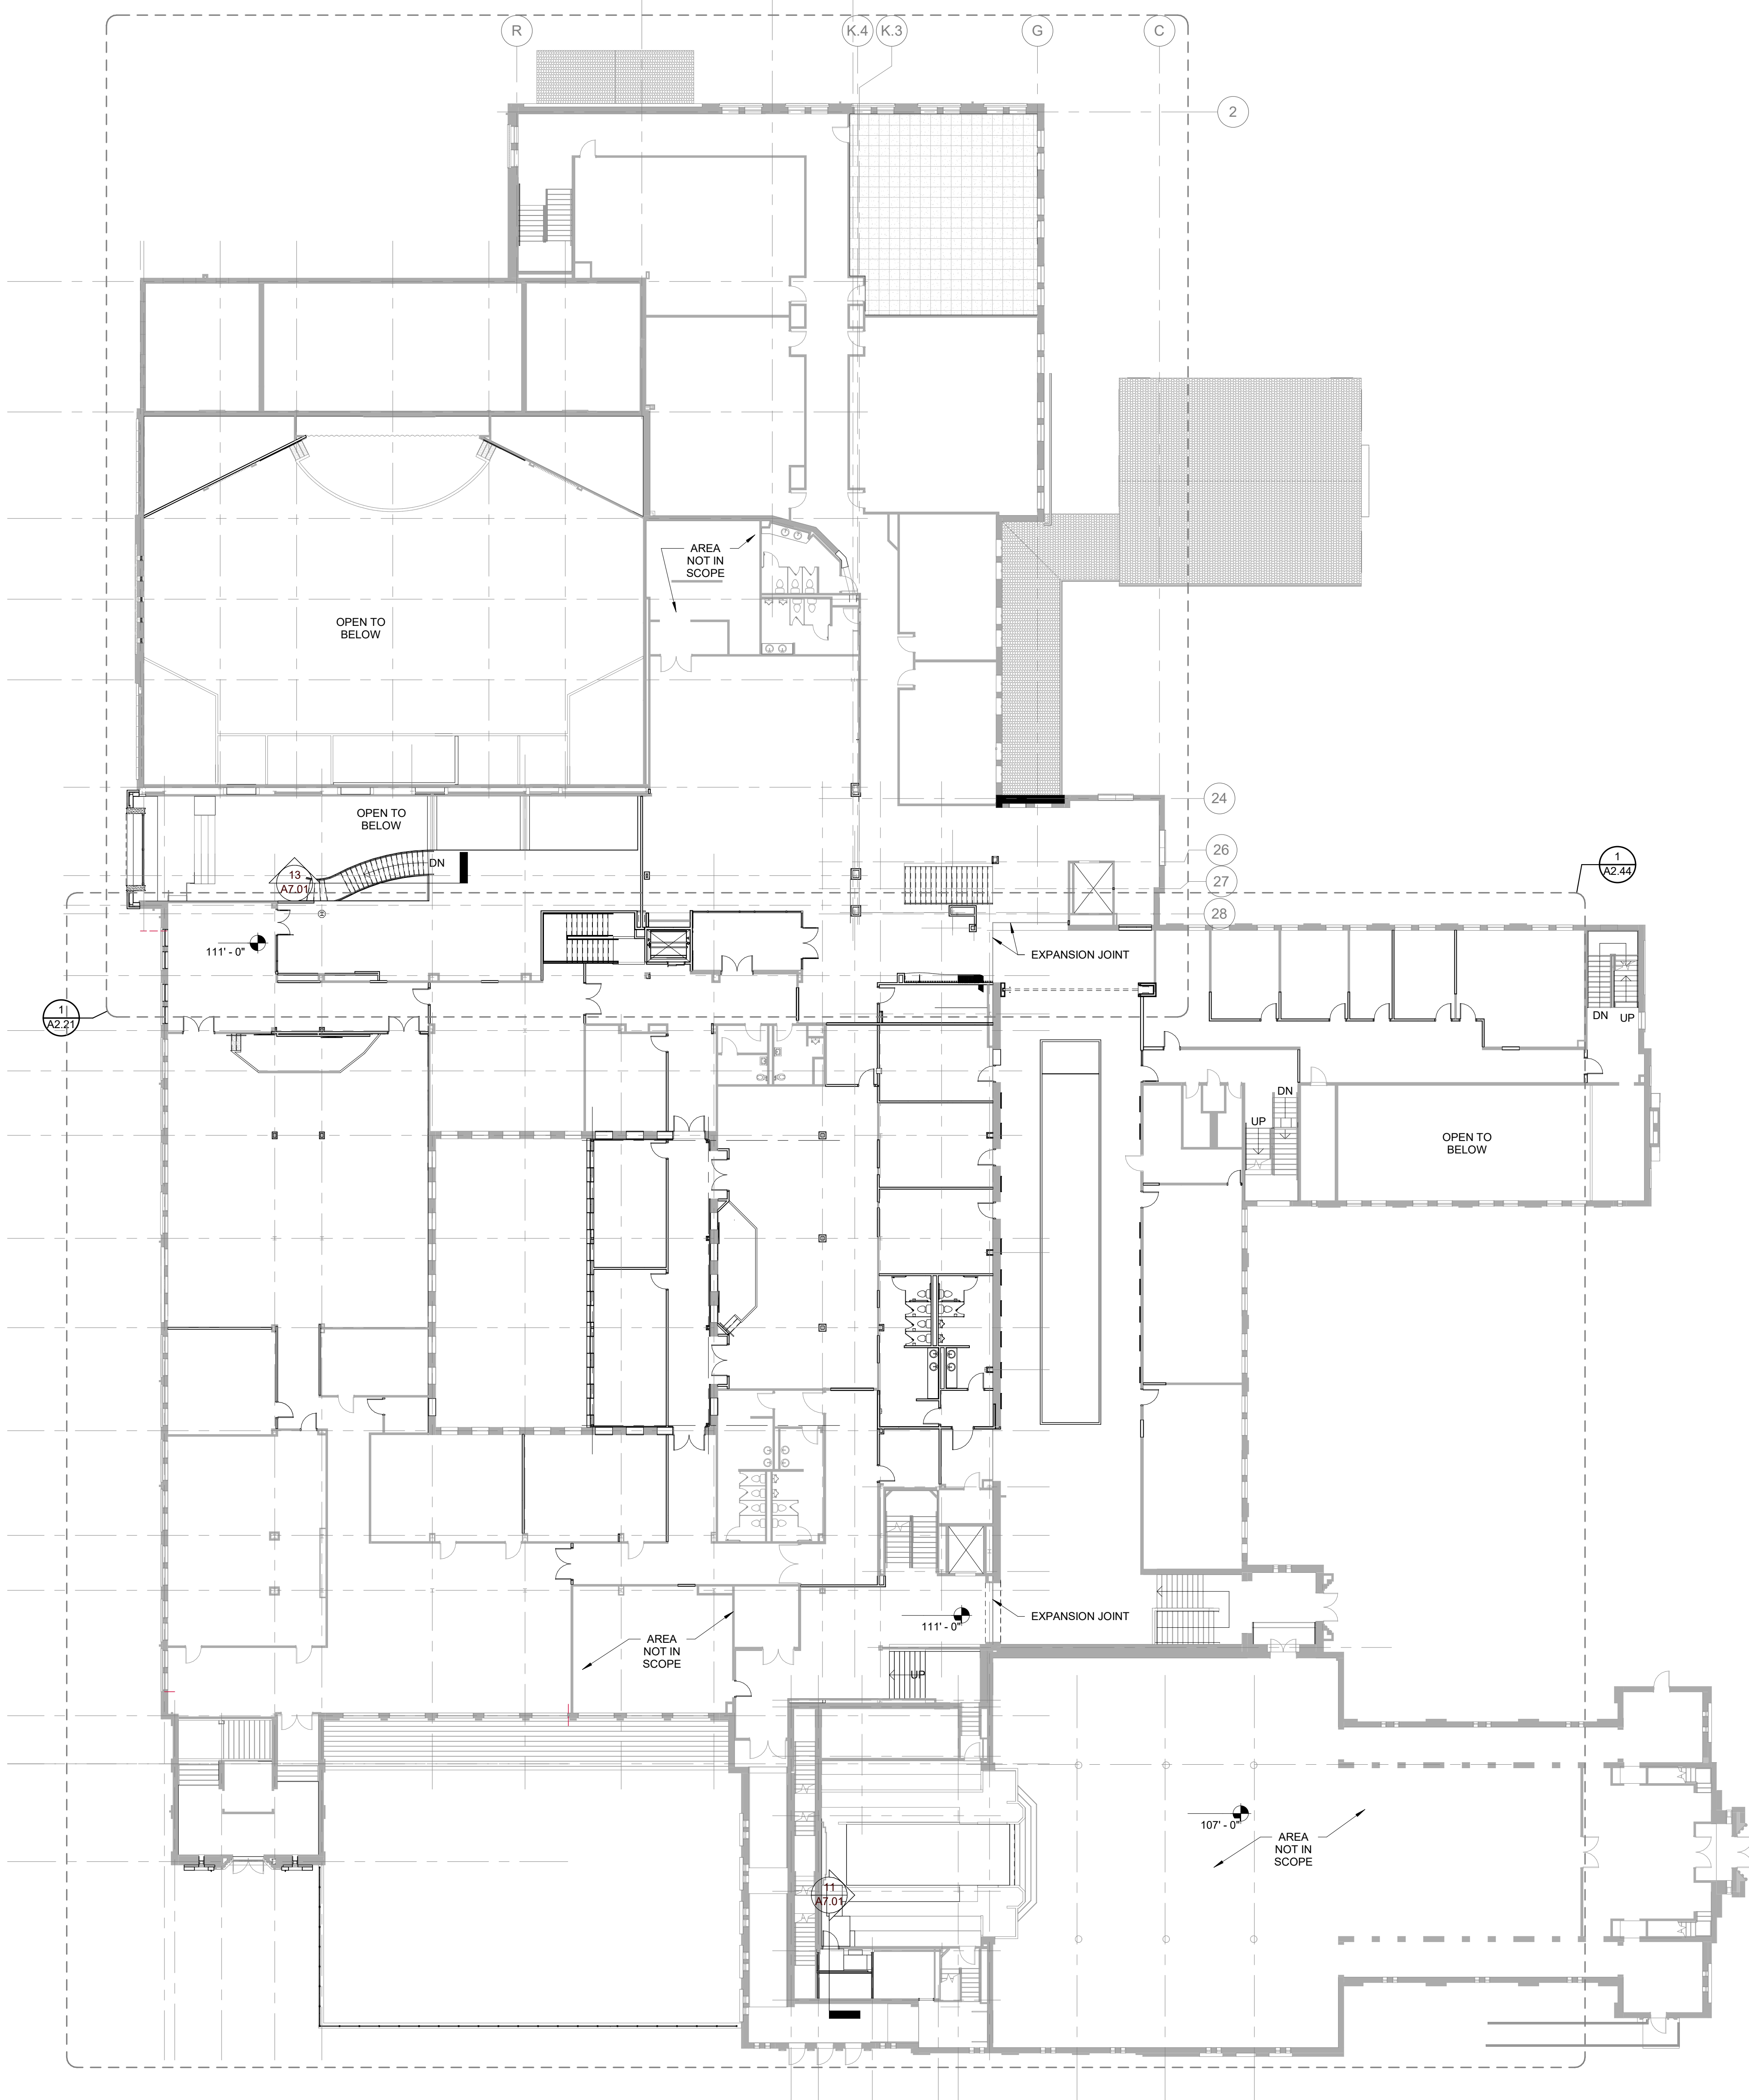 R
K.4
K.3
G
C
2
AREA
NOT IN
SCOPE
OPEN TO
BELOW
24
OPEN TO
BELOW
26
DN
1
A2.44
13
A7.01
27
28
111' - 0"
EXPANSION JOINT
1
A2.21
DN
UP
DN
UP
OPEN TO
BELOW
111' - 0"
EXPANSION JOINT
AREA
NOT IN
SCOPE
UP
107' - 0"
AREA
NOT IN
SCOPE
11
A7.01